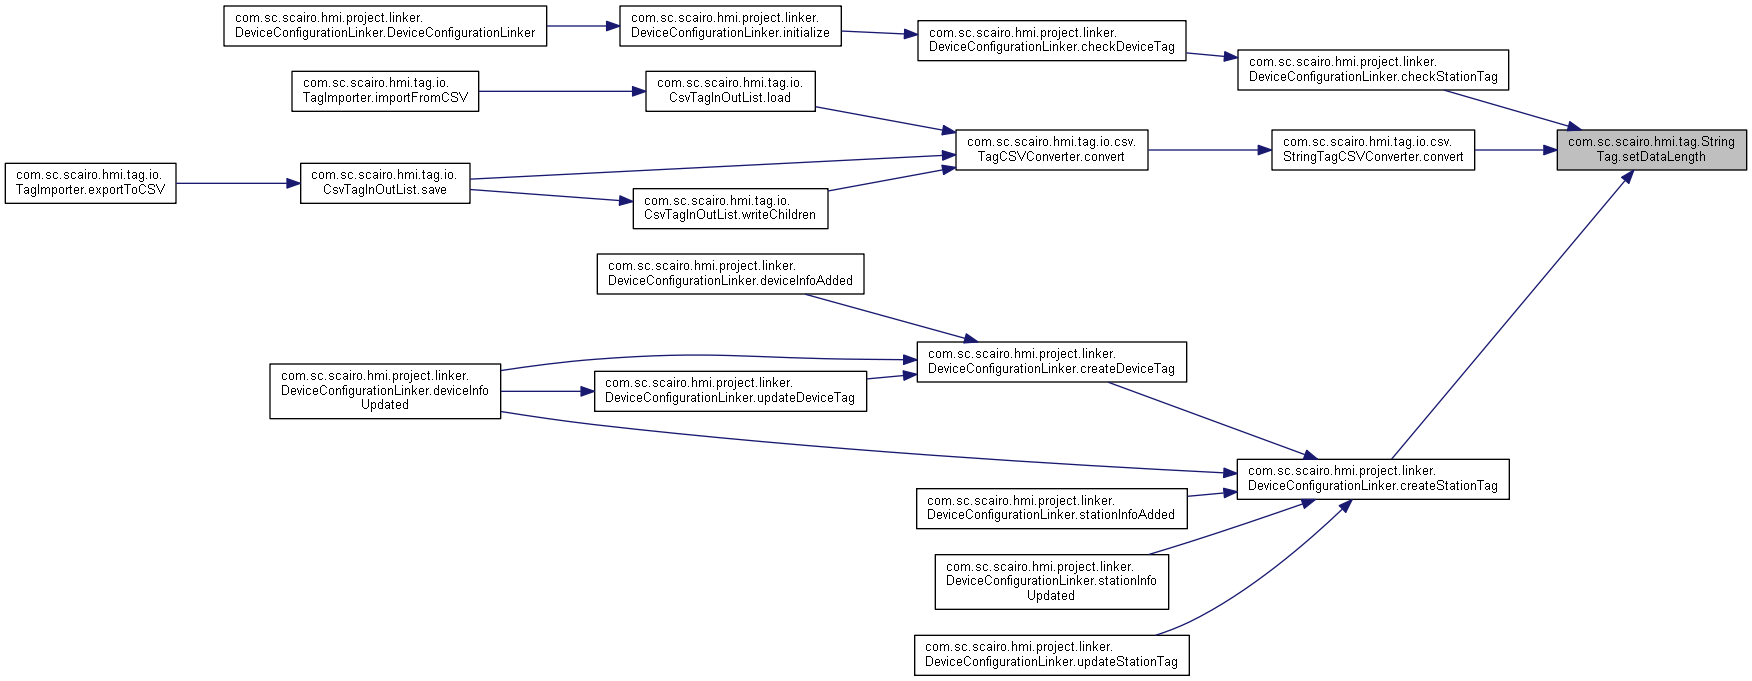 com.sc.scairo.hmi.project.linker.
DeviceConfigurationLinker.DeviceConfigurationLinker
com.sc.scairo.hmi.project.linker.
DeviceConfigurationLinker.initialize
com.sc.scairo.hmi.project.linker.
DeviceConfigurationLinker.checkDeviceTag
com.sc.scairo.hmi.project.linker.
DeviceConfigurationLinker.checkStationTag
com.sc.scairo.hmi.tag.io.
TagImporter.importFromCSV
com.sc.scairo.hmi.tag.io.
CsvTagInOutList.load
com.sc.scairo.hmi.tag.io.csv.
TagCSVConverter.convert
com.sc.scairo.hmi.tag.io.csv.
StringTagCSVConverter.convert
com.sc.scairo.hmi.tag.String
Tag.setDataLength
com.sc.scairo.hmi.tag.io.
TagImporter.exportToCSV
com.sc.scairo.hmi.tag.io.
CsvTagInOutList.save
com.sc.scairo.hmi.tag.io.
CsvTagInOutList.writeChildren
com.sc.scairo.hmi.project.linker.
DeviceConfigurationLinker.deviceInfoAdded
com.sc.scairo.hmi.project.linker.
DeviceConfigurationLinker.createDeviceTag
com.sc.scairo.hmi.project.linker.
DeviceConfigurationLinker.deviceInfo
Updated
com.sc.scairo.hmi.project.linker.
DeviceConfigurationLinker.updateDeviceTag
com.sc.scairo.hmi.project.linker.
DeviceConfigurationLinker.createStationTag
com.sc.scairo.hmi.project.linker.
DeviceConfigurationLinker.stationInfoAdded
com.sc.scairo.hmi.project.linker.
DeviceConfigurationLinker.stationInfo
Updated
com.sc.scairo.hmi.project.linker.
DeviceConfigurationLinker.updateStationTag